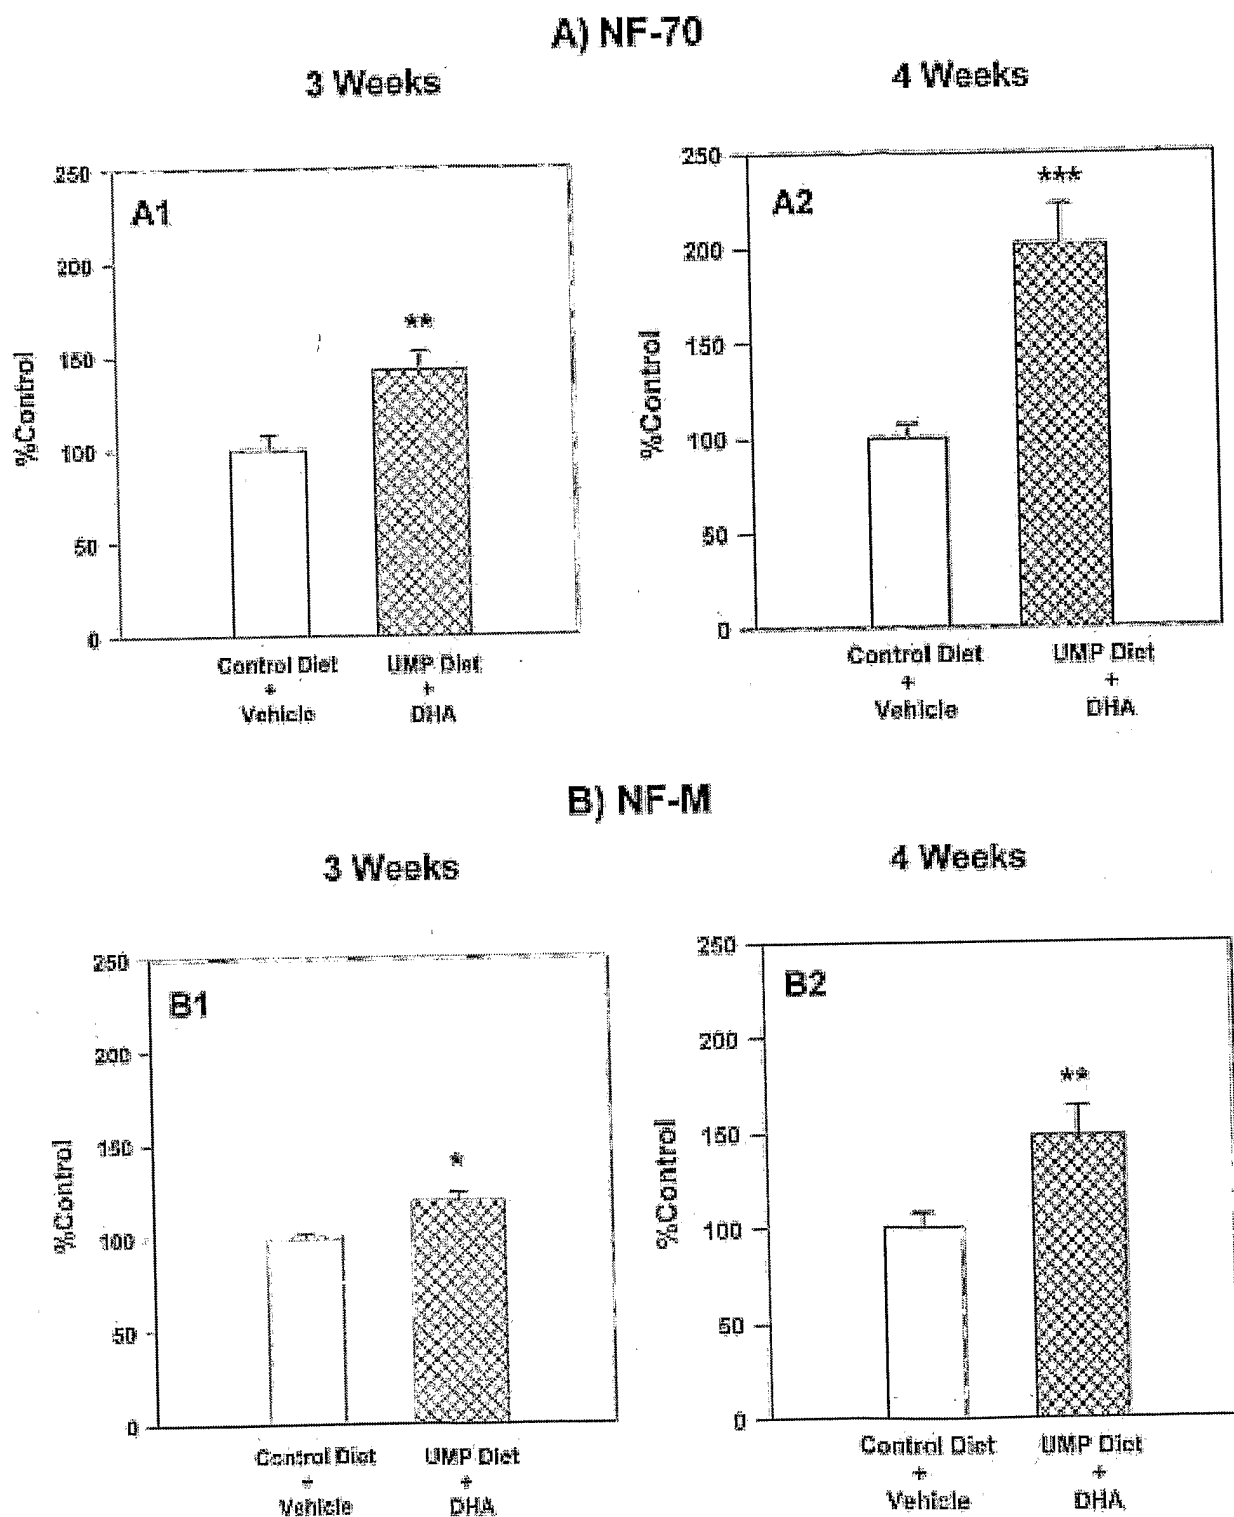 A) NF-70
3 Weeks
4 Weeks
250
200
150
100
50
0
%Control
A1
**
Control Diet
+
Vehicle
UMP Diet
+
DHA
250
200
150
100
50
0
%Control
A2
***
Control Diet
+
Vehicle
UMP Diet
+
DHA
B) NF-M
3 Weeks
4 Weeks
250
200
150
100
50
0
%Control
B1
*
Control Diet
+
Vehicle
UMP Diet
+
DHA
250
200
150
100
50
0
%Control
B2
**
Control Diet
+
Vehicle
UMP Diet
+
DHA